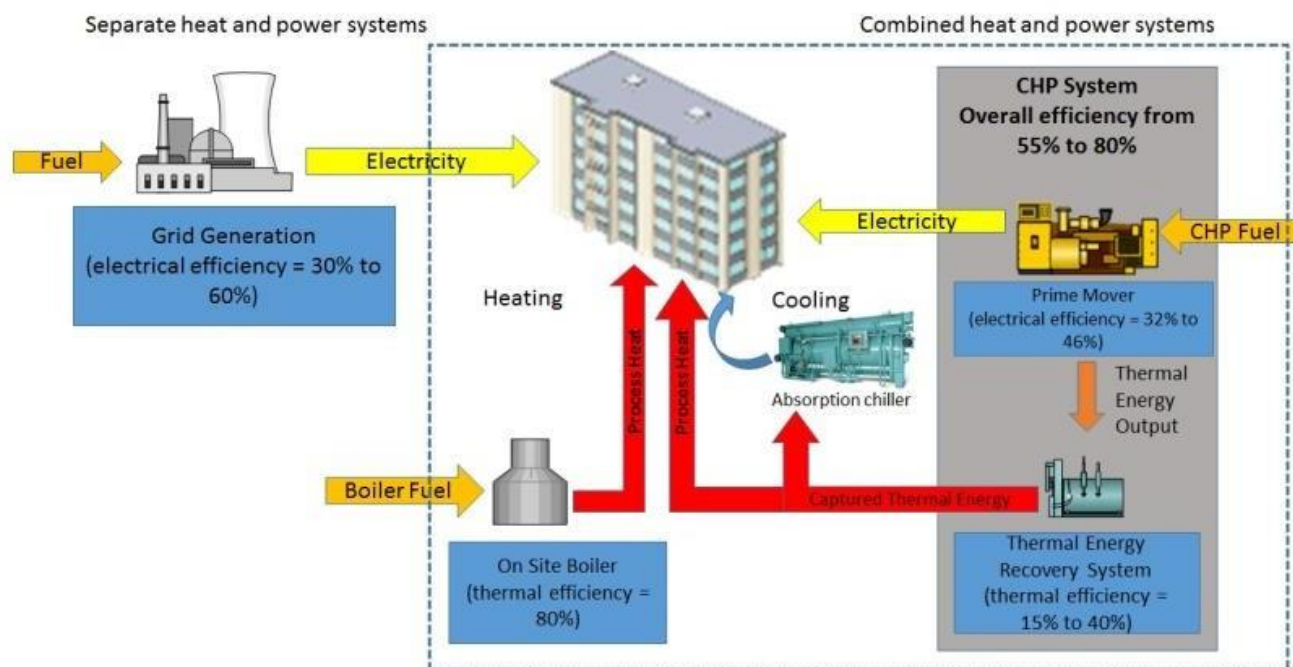 Separate heat and power systems
Combined heat and power systems
CHP System
Overall efficiency from
55% to 80%
Fuel
Electricity
Grid Generation
(electrical efficiency = 30% to
60%)
Electricity
CHP Fuel
Prime Mover
(electrical efficiency = 32% to
46%)
Heating
Cooling
Process Heat
Process Heat
Absorption chiller
Thermal
Energy
Output
Boiler Fuel
Captured Thermal Energy
On Site Boiler
(thermal efficiency =
80%)
Thermal Energy
Recovery System
(thermal efficiency =
15% to 40%)